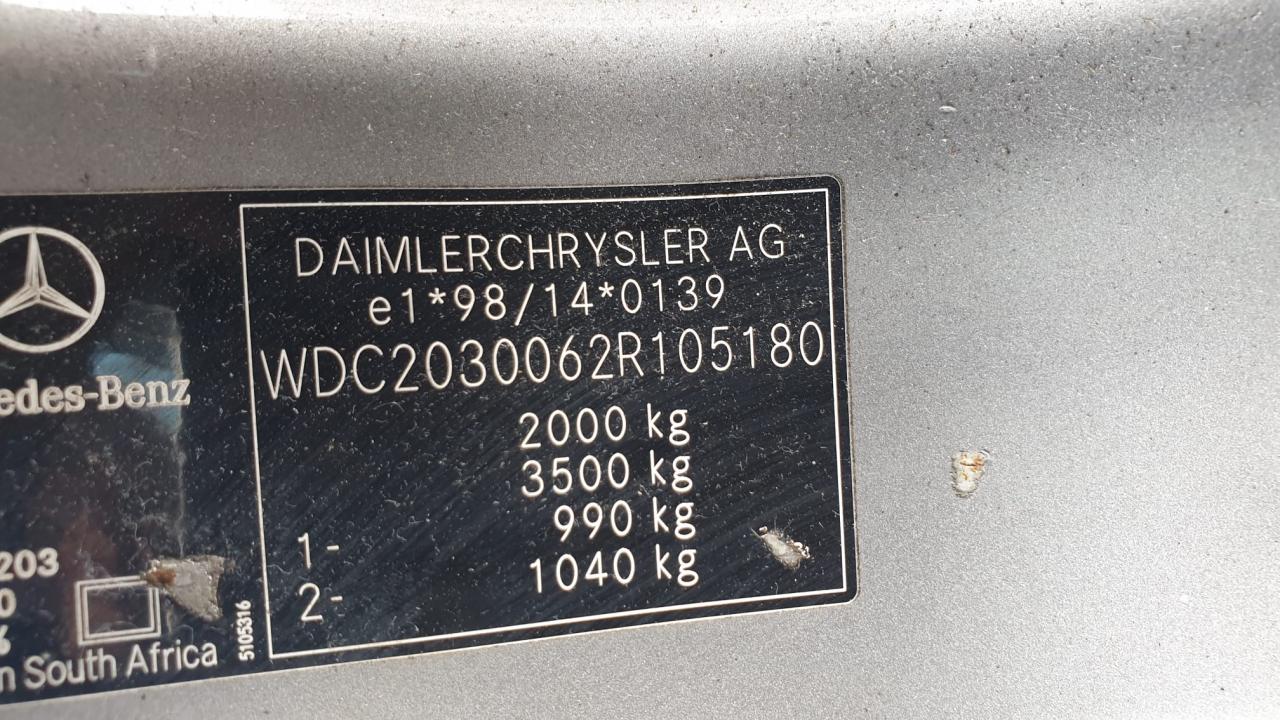 DAIMLERCHRYSLER AG
e1*98/14*0139
WDC2030062R105180
2000 kg
3500 kg
1- 990 kg
2- 1040 kg
edes-Benz
203
0
South Africa
5105316